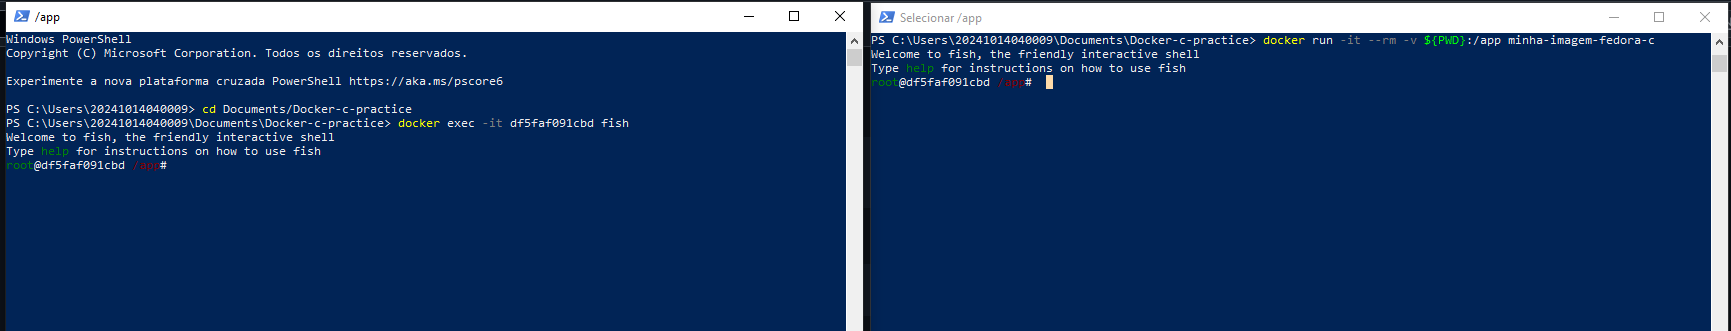 /app
Windows PowerShell
Copyright (C) Microsoft Corporation. Todos os direitos reservados.
Experimente a nova plataforma cruzada PowerShell https://aka.ms/pscore6
PS C:\Users\20241014040009> cd Documents/Docker-c-practice
PS C:\Users\20241014040009\Documents\Docker-c-practice> docker exec -it df5faf091cbd fish
Welcome to fish, the friendly interactive shell
Type help for instructions on how to use fish
root@df5faf091cbd /app#
Selecionar /app
PS C:\Users\20241014040009\Documents\Docker-c-practice> docker run -it --rm -v ${PWD}:/app minha-imagem-fedora-c
Welcome to fish, the friendly interactive shell
Type help for instructions on how to use fish
root@df5faf091cbd /app#